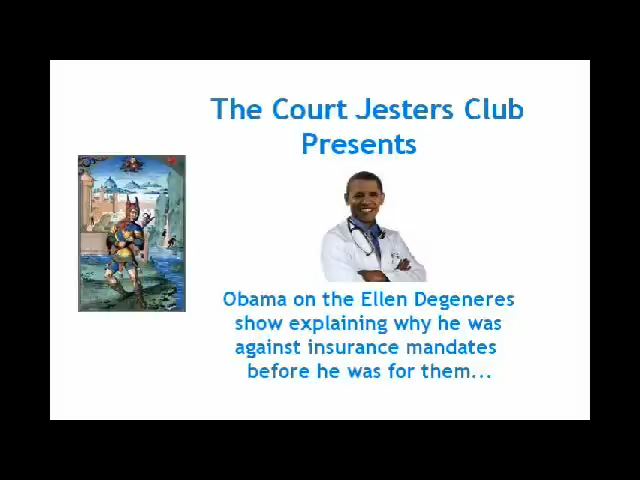 The Court Jesters Club
Presents
Obama on the Ellen Degeneres
show explaining why he was
against insurance mandates
before he was for them...